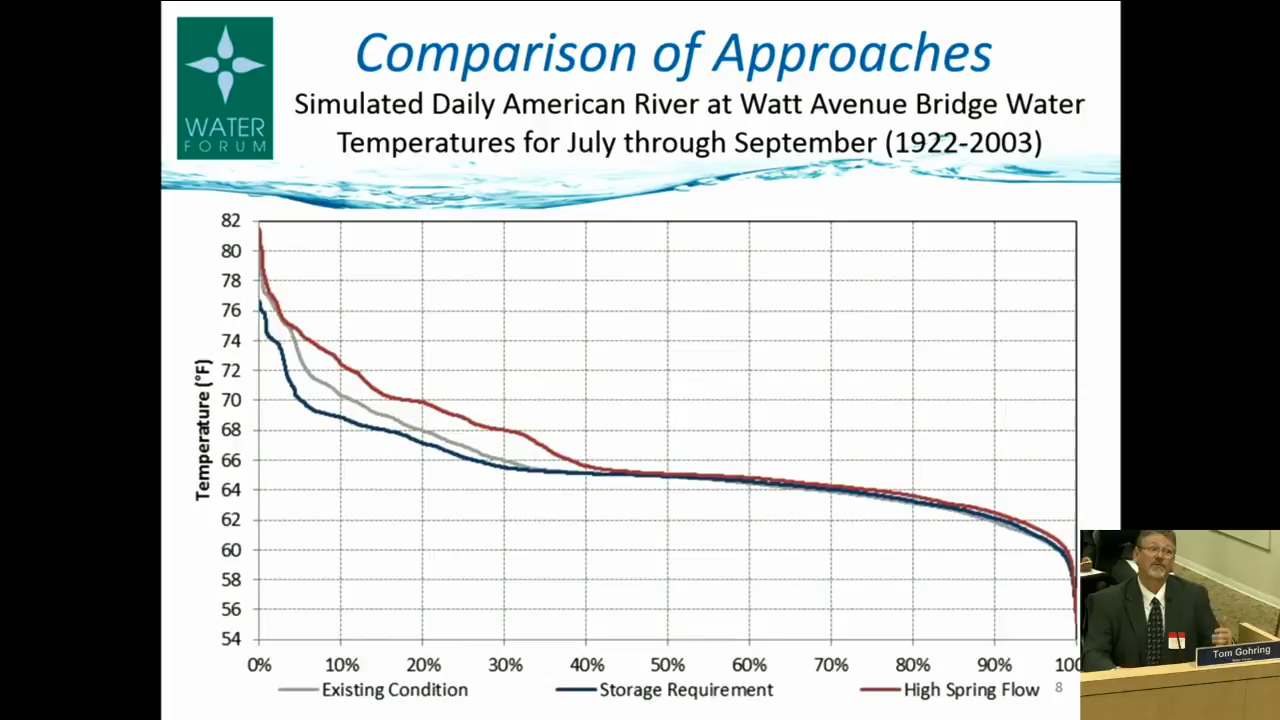 WATER
FORUM
Comparison of Approaches
Simulated Daily American River at Watt Avenue Bridge Water
Temperatures for July through September (1922-2003)
Temperature (°F)
82
80
78
76
74
72
70
68
66
64
62
60
58
56
54
0% 10% 20% 30% 40% 50% 60% 70% 80% 90% 100
Existing Condition Storage Requirement High Spring Flow 8
Tom Gohring